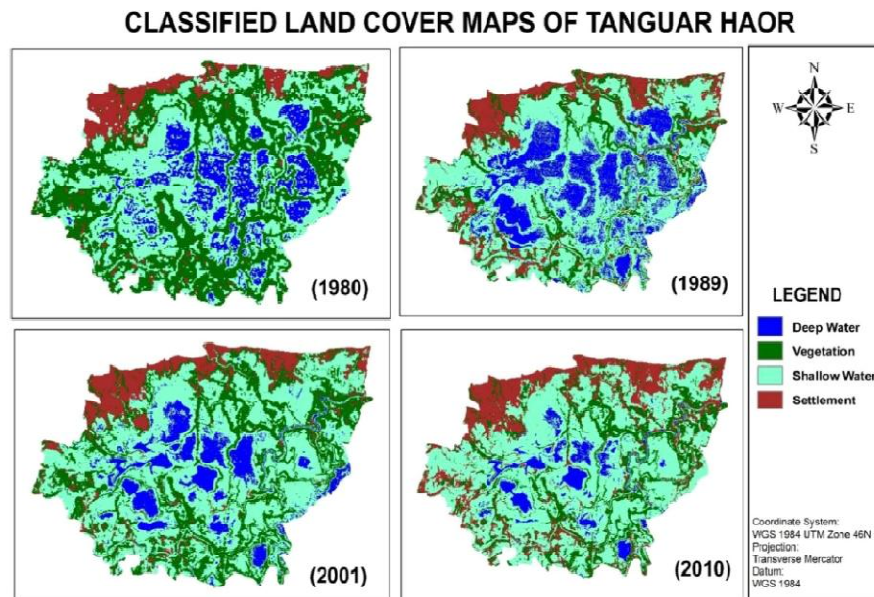 CLASSIFIED LAND COVER MAPS OF TANGUAR HAOR
(1980)
(1989)
(2001)
(2010)
N
W E
S
LEGEND
Deep Water
Vegetation
Shallow Water
Settlement
Coordinate System:
WGS 1984 UTM Zone 46N
Projection:
Transverse Mercator
Datum:
WGS 1984